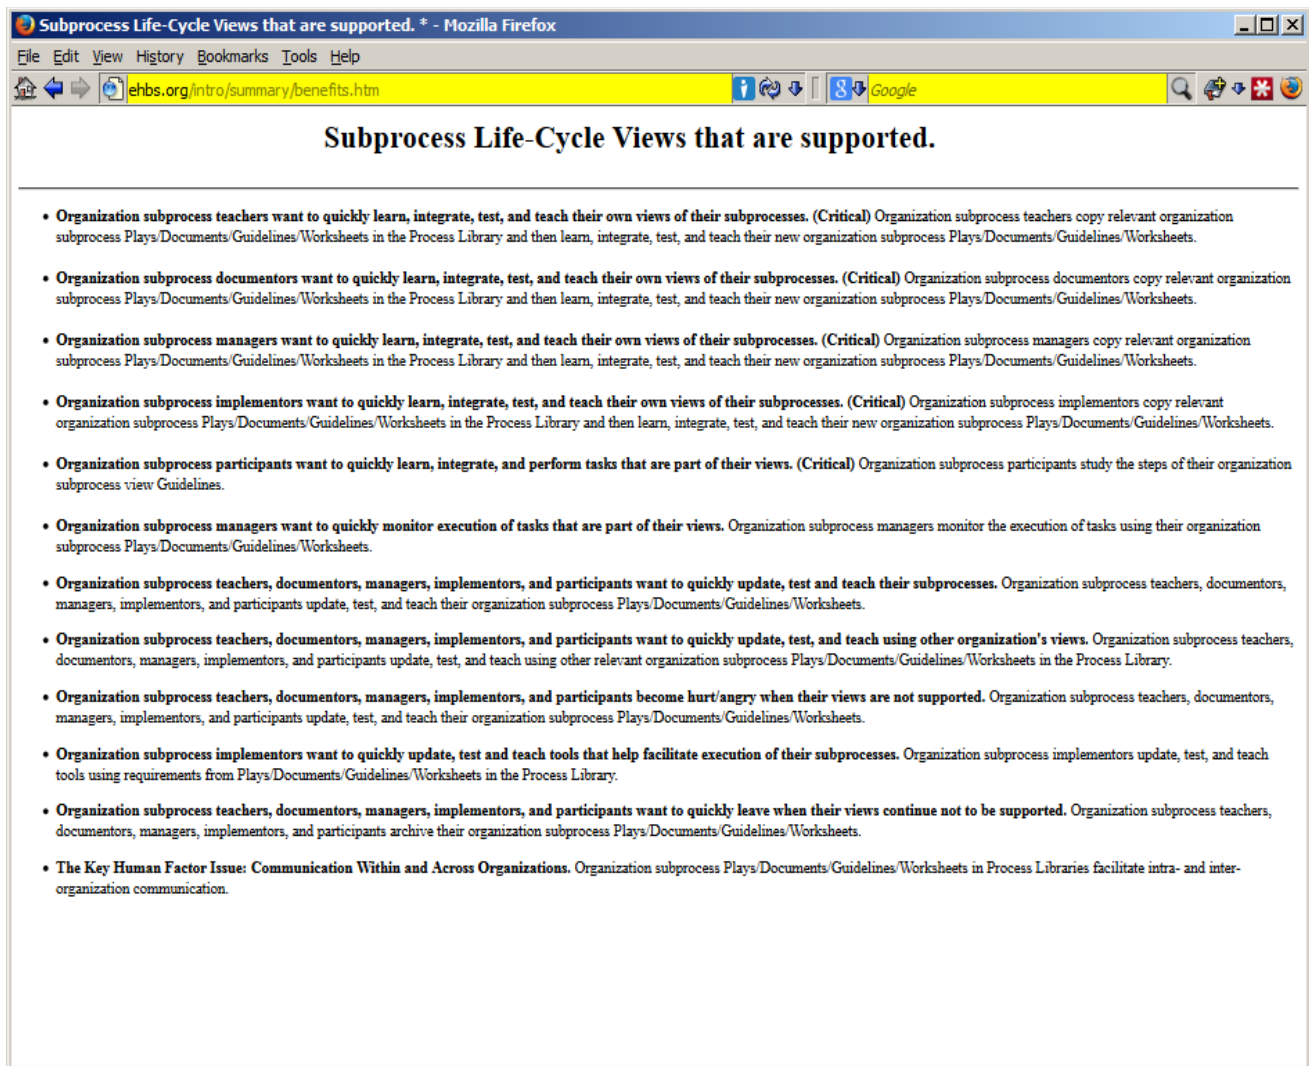 Subprocess Life-Cycle Views that are supported. * - Mozilla Firefox
File Edit View History Bookmarks Tools Help
ehbs.org/intro/summary/benefits.htm
Google
Subprocess Life-Cycle Views that are supported.
• Organization subprocess teachers want to quickly learn, integrate, test, and teach their own views of their subprocesses. (Critical) Organization subprocess teachers copy relevant organization
subprocess Plays/Documents/Guidelines/Worksheets in the Process Library and then learn, integrate, test, and teach their new organization subprocess Plays/Documents/Guidelines/Worksheets.
• Organization subprocess documentors want to quickly learn, integrate, test, and teach their own views of their subprocesses. (Critical) Organization subprocess documentors copy relevant organization
subprocess Plays/Documents/Guidelines/Worksheets in the Process Library and then learn, integrate, test, and teach their new organization subprocess Plays/Documents/Guidelines/Worksheets.
• Organization subprocess managers want to quickly learn, integrate, test, and teach their own views of their subprocesses. (Critical) Organization subprocess managers copy relevant organization
subprocess Plays/Documents/Guidelines/Worksheets in the Process Library and then learn, integrate, test, and teach their new organization subprocess Plays/Documents/Guidelines/Worksheets.
• Organization subprocess implementors want to quickly learn, integrate, test, and teach their own views of their subprocesses. (Critical) Organization subprocess implementors copy relevant
organization subprocess Plays/Documents/Guidelines/Worksheets in the Process Library and then learn, integrate, test, and teach their new organization subprocess Plays/Documents/Guidelines/Worksheets.
• Organization subprocess participants want to quickly learn, integrate, and perform tasks that are part of their views. (Critical) Organization subprocess participants study the steps of their organization
subprocess view Guidelines.
• Organization subprocess managers want to quickly monitor execution of tasks that are part of their views. Organization subprocess managers monitor the execution of tasks using their organization
subprocess Plays/Documents/Guidelines/Worksheets.
• Organization subprocess teachers, documentors, managers, implementors, and participants want to quickly update, test and teach their subprocesses. Organization subprocess teachers, documentors,
managers, implementors, and participants update, test, and teach their organization subprocess Plays/Documents/Guidelines/Worksheets.
• Organization subprocess teachers, documentors, managers, implementors, and participants want to quickly update, test, and teach using other organization's views. Organization subprocess teachers,
documentors, managers, implementors, and participants update, test, and teach using other relevant organization subprocess Plays/Documents/Guidelines/Worksheets in the Process Library.
• Organization subprocess teachers, documentors, managers, implementors, and participants become hurt/angry when their views are not supported. Organization subprocess teachers, documentors,
managers, implementors, and participants update, test, and teach their organization subprocess Plays/Documents/Guidelines/Worksheets.
• Organization subprocess implementors want to quickly update, test and teach tools that help facilitate execution of their subprocesses. Organization subprocess implementors update, test, and teach
tools using requirements from Plays/Documents/Guidelines/Worksheets in the Process Library.
• Organization subprocess teachers, documentors, managers, implementors, and participants want to quickly leave when their views continue not to be supported. Organization subprocess teachers,
documentors, managers, implementors, and participants archive their organization subprocess Plays/Documents/Guidelines/Worksheets.
• The Key Human Factor Issue: Communication Within and Across Organizations. Organization subprocess Plays/Documents/Guidelines/Worksheets in Process Libraries facilitate intra- and inter-
organization communication.